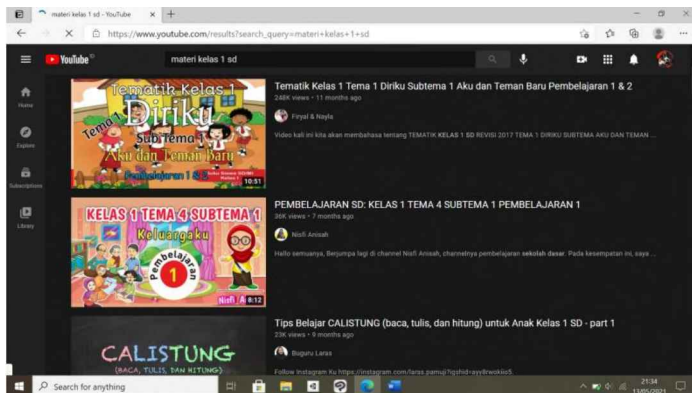 materi kelas 1 sd - YouTube
https://www.youtube.com/results?search_query=materi+kelas+1+sd
YouTube
materi kelas 1 sd
Home
Explore
Subscriptions
Library
Tematik Kelas 1
Tema 1 Diriku
Sub Tema 1
Aku dan Teman Baru
Pembelajaran 1 &
10:51
Tematik Kelas 1 Tema 1 Diriku Subtema 1 Aku dan Teman Baru Pembelajaran 1 & 2
248K views • 11 months ago
Firyal & Nayla
Video kali ini kita akan membahasa tentang TEMATIK KELAS 1 SD REVISI 2017 TEMA 1 DIRIKU SUBTEMA AKU DAN TEMAN ...
KELAS 1 TEMA 4 SUBTEMA 1
Keluargaku
Pembelajaran
1
Nisfi A
8:12
PEMBELAJARAN SD: KELAS 1 TEMA 4 SUBTEMA 1 PEMBELAJARAN 1
36K views • 7 months ago
Nisfi Anisah
Hallo semuanya, Berjumpa lagi di channel Nisfi Anisah, channelnya pembelajaran sekolah dasar. Pada kesempatan ini, saya ...
CALISTUNG
(BACA, TULIS, DAN HITUNG)
Tips Belajar CALISTUNG (baca, tulis, dan hitung) untuk Anak Kelas 1 SD - part 1
23K views • 9 months ago
Buguru Laras
Follow Instagram Ku
Search for anything
21:34
13/05/2021